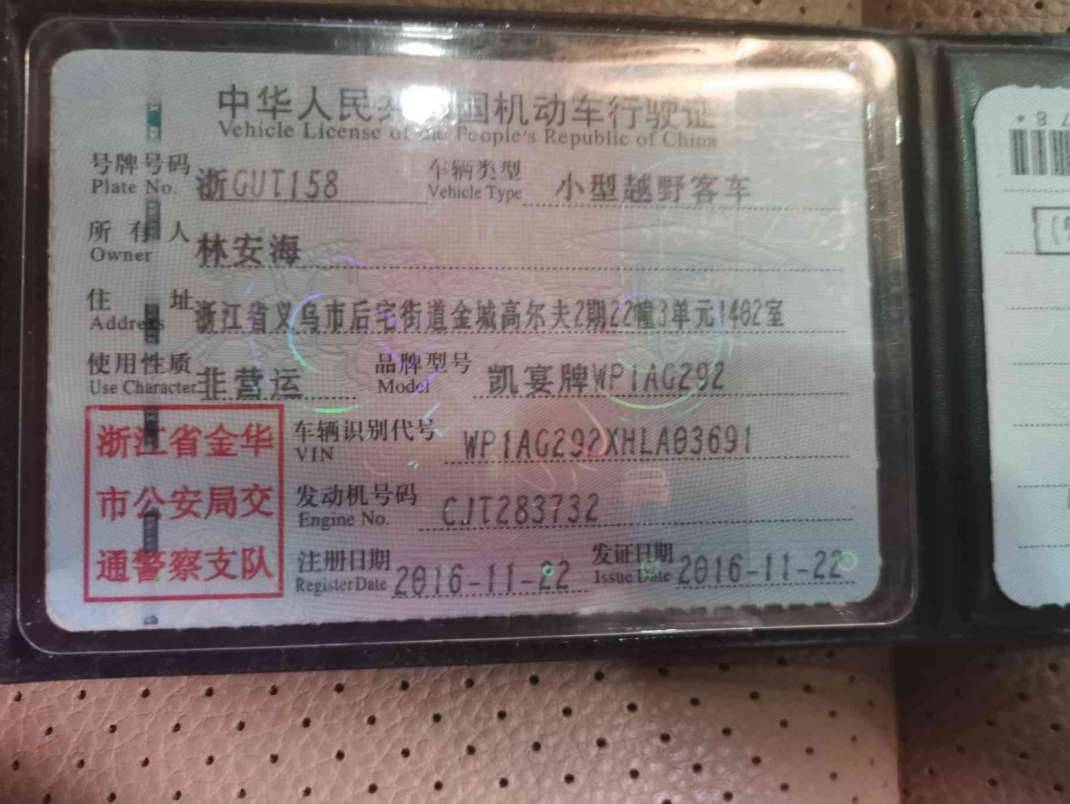 中华人民共和国机动车行驶证
Vehicle License of the People's Republic of China
号牌号码 浙GUT158 车辆类型 小型越野客车
Plate No. Vehicle Type
所有人 林安海
Owner
住址 浙江省义乌市后宅街道金城高尔夫2期22幢3单元1402室
Address
使用性质 非营运 品牌型号 凯宴牌WP1AG292
Use Character Model
浙江省金华
市公安局交
通警察支队
车辆识别代号 WP1AG292XHLA03691
VIN
发动机号码 CJT283732
Engine No.
注册日期 2016-11-22 发证日期 2016-11-22
Register Date Issue Date